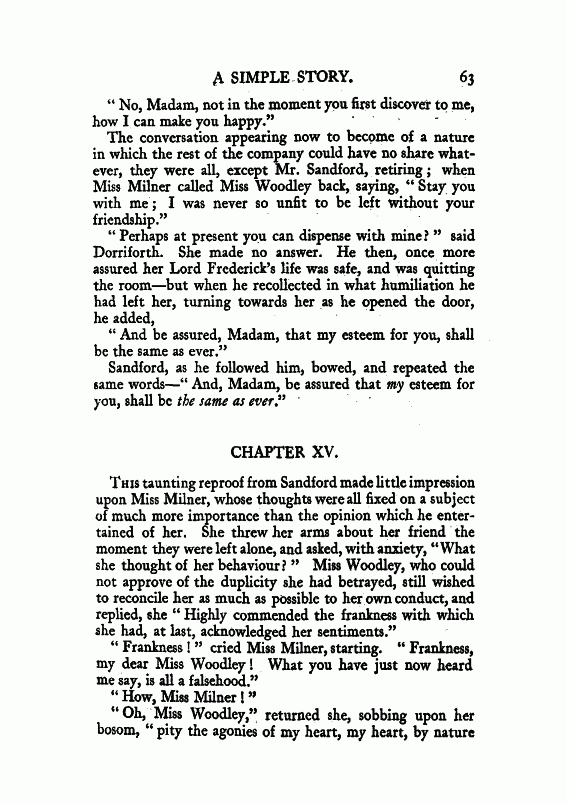 A SIMPLE STORY. 63
“ No, Madam, not in the moment you first discover to me,
how I can make you happy.”
The conversation appearing now to become of a nature
in which the rest of the company could have no share what-
ever, they were all, except Mr. Sandford, retiring ; when
Miss Milner called Miss Woodley back, saying, “ Stay you
with me ; I was never so unfit to be left without your
friendship.”
“ Perhaps at present you can dispense with mine? ” said
Dorriforth. She made no answer. He then, once more
assured her Lord Frederick’s life was safe, and was quitting
the room—but when he recollected in what humiliation he
had left her, turning towards her as he opened the door,
he added,
“ And be assured, Madam, that my esteem for you, shall
be the same as ever.”
Sandford, as he followed him, bowed, and repeated the
same words—“ And, Madam, be assured that my esteem for
you, shall be the same as ever.”
CHAPTER XV.
THIS taunting reproof from Sandford made little impression
upon Miss Milner, whose thoughts were all fixed on a subject
of much more importance than the opinion which he enter-
tained of her. She threw her arms about her friend the
moment they were left alone, and asked, with anxiety, “What
she thought of her behaviour? ” Miss Woodley, who could
not approve of the duplicity she had betrayed, still wished
to reconcile her as much as possible to her own conduct, and
replied, she “ Highly commended the frankness with which
she had, at last, acknowledged her sentiments.”
“ Frankness ! ” cried Miss Milner, starting. “ Frankness,
my dear Miss Woodley ! What you have just now heard
me say, is all a falsehood.”
“ How, Miss Milner ! ”
“ Oh, Miss Woodley,” returned she, sobbing upon her
bosom, “ pity the agonies of my heart, my heart, by nature